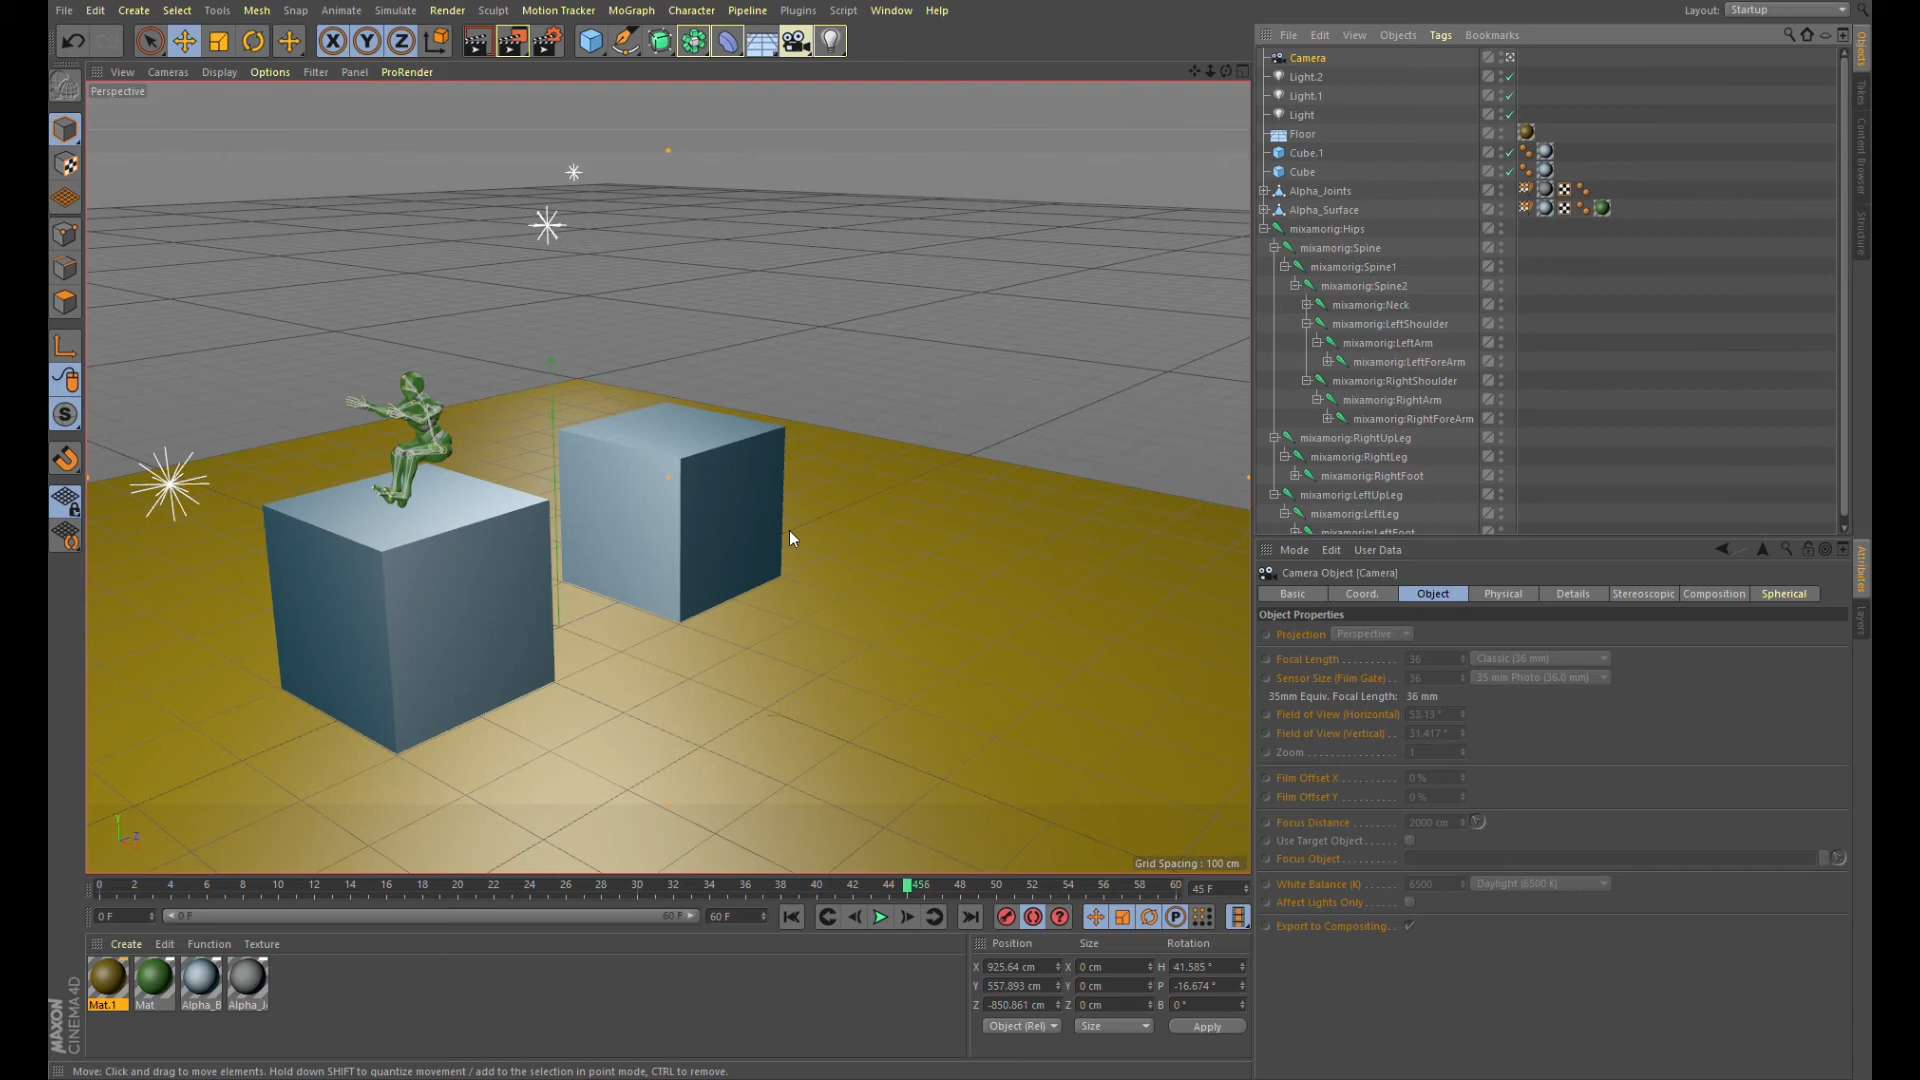 File Edit Create Select Tools Mesh Snap Animate Simulate Render Sculpt Motion Tracker MoGraph Character Pipeline Plugins Script Window Help Layout: Startup
X Y Z
View Cameras Display Options Filter Panel ProRender
Perspective
Grid Spacing : 100 cm
Y Z
0 2 4 6 8 10 12 14 16 18 20 22 24 26 28 30 32 34 36 38 40 42 44 456 48 50 52 54 56 58 60 45 F
0 F 0 F 60 F 60 F
Create Edit Function Texture
Mat.1 Mat Alpha_B Alpha_J
MAXON
CINEMA 4D
Position Size Rotation
X 925.64 cm X 0 cm H 41.585 °
Y 557.893 cm Y 0 cm P -16.674 °
Z -850.861 cm Z 0 cm B 0 °
Object (Rel) Size Apply
Move: Click and drag to move elements. Hold down SHIFT to quantize movement / add to the selection in point mode, CTRL to remove.
File Edit View Objects Tags Bookmarks
Camera
Light.2
Light.1
Light
Floor
Cube.1
Cube
Alpha_Joints
Alpha_Surface
mixamorig:Hips
mixamorig:Spine
mixamorig:Spine1
mixamorig:Spine2
mixamorig:Neck
mixamorig:LeftShoulder
mixamorig:LeftArm
mixamorig:LeftForeArm
mixamorig:RightShoulder
mixamorig:RightArm
mixamorig:RightForeArm
mixamorig:RightUpLeg
mixamorig:RightLeg
mixamorig:RightFoot
mixamorig:LeftUpLeg
mixamorig:LeftLeg
mixamorig:LeftFoot
Objects
Takes
Content Browser
Structure
Mode Edit User Data
Camera Object [Camera]
Basic Coord. Object Physical Details Stereoscopic Composition Spherical
Object Properties
Projection Perspective
Focal Length 36 Classic (36 mm)
Sensor Size (Film Gate) 36 35 mm Photo (36.0 mm)
35mm Equiv. Focal Length: 36 mm
Field of View (Horizontal) 53.13 °
Field of View (Vertical) 31.417 °
Zoom 1
Film Offset X 0 %
Film Offset Y 0 %
Focus Distance 2000 cm
Use Target Object
Focus Object
White Balance (K) 6500 Daylight (6500 K)
Affect Lights Only
Export to Compositing
Attributes
Layers